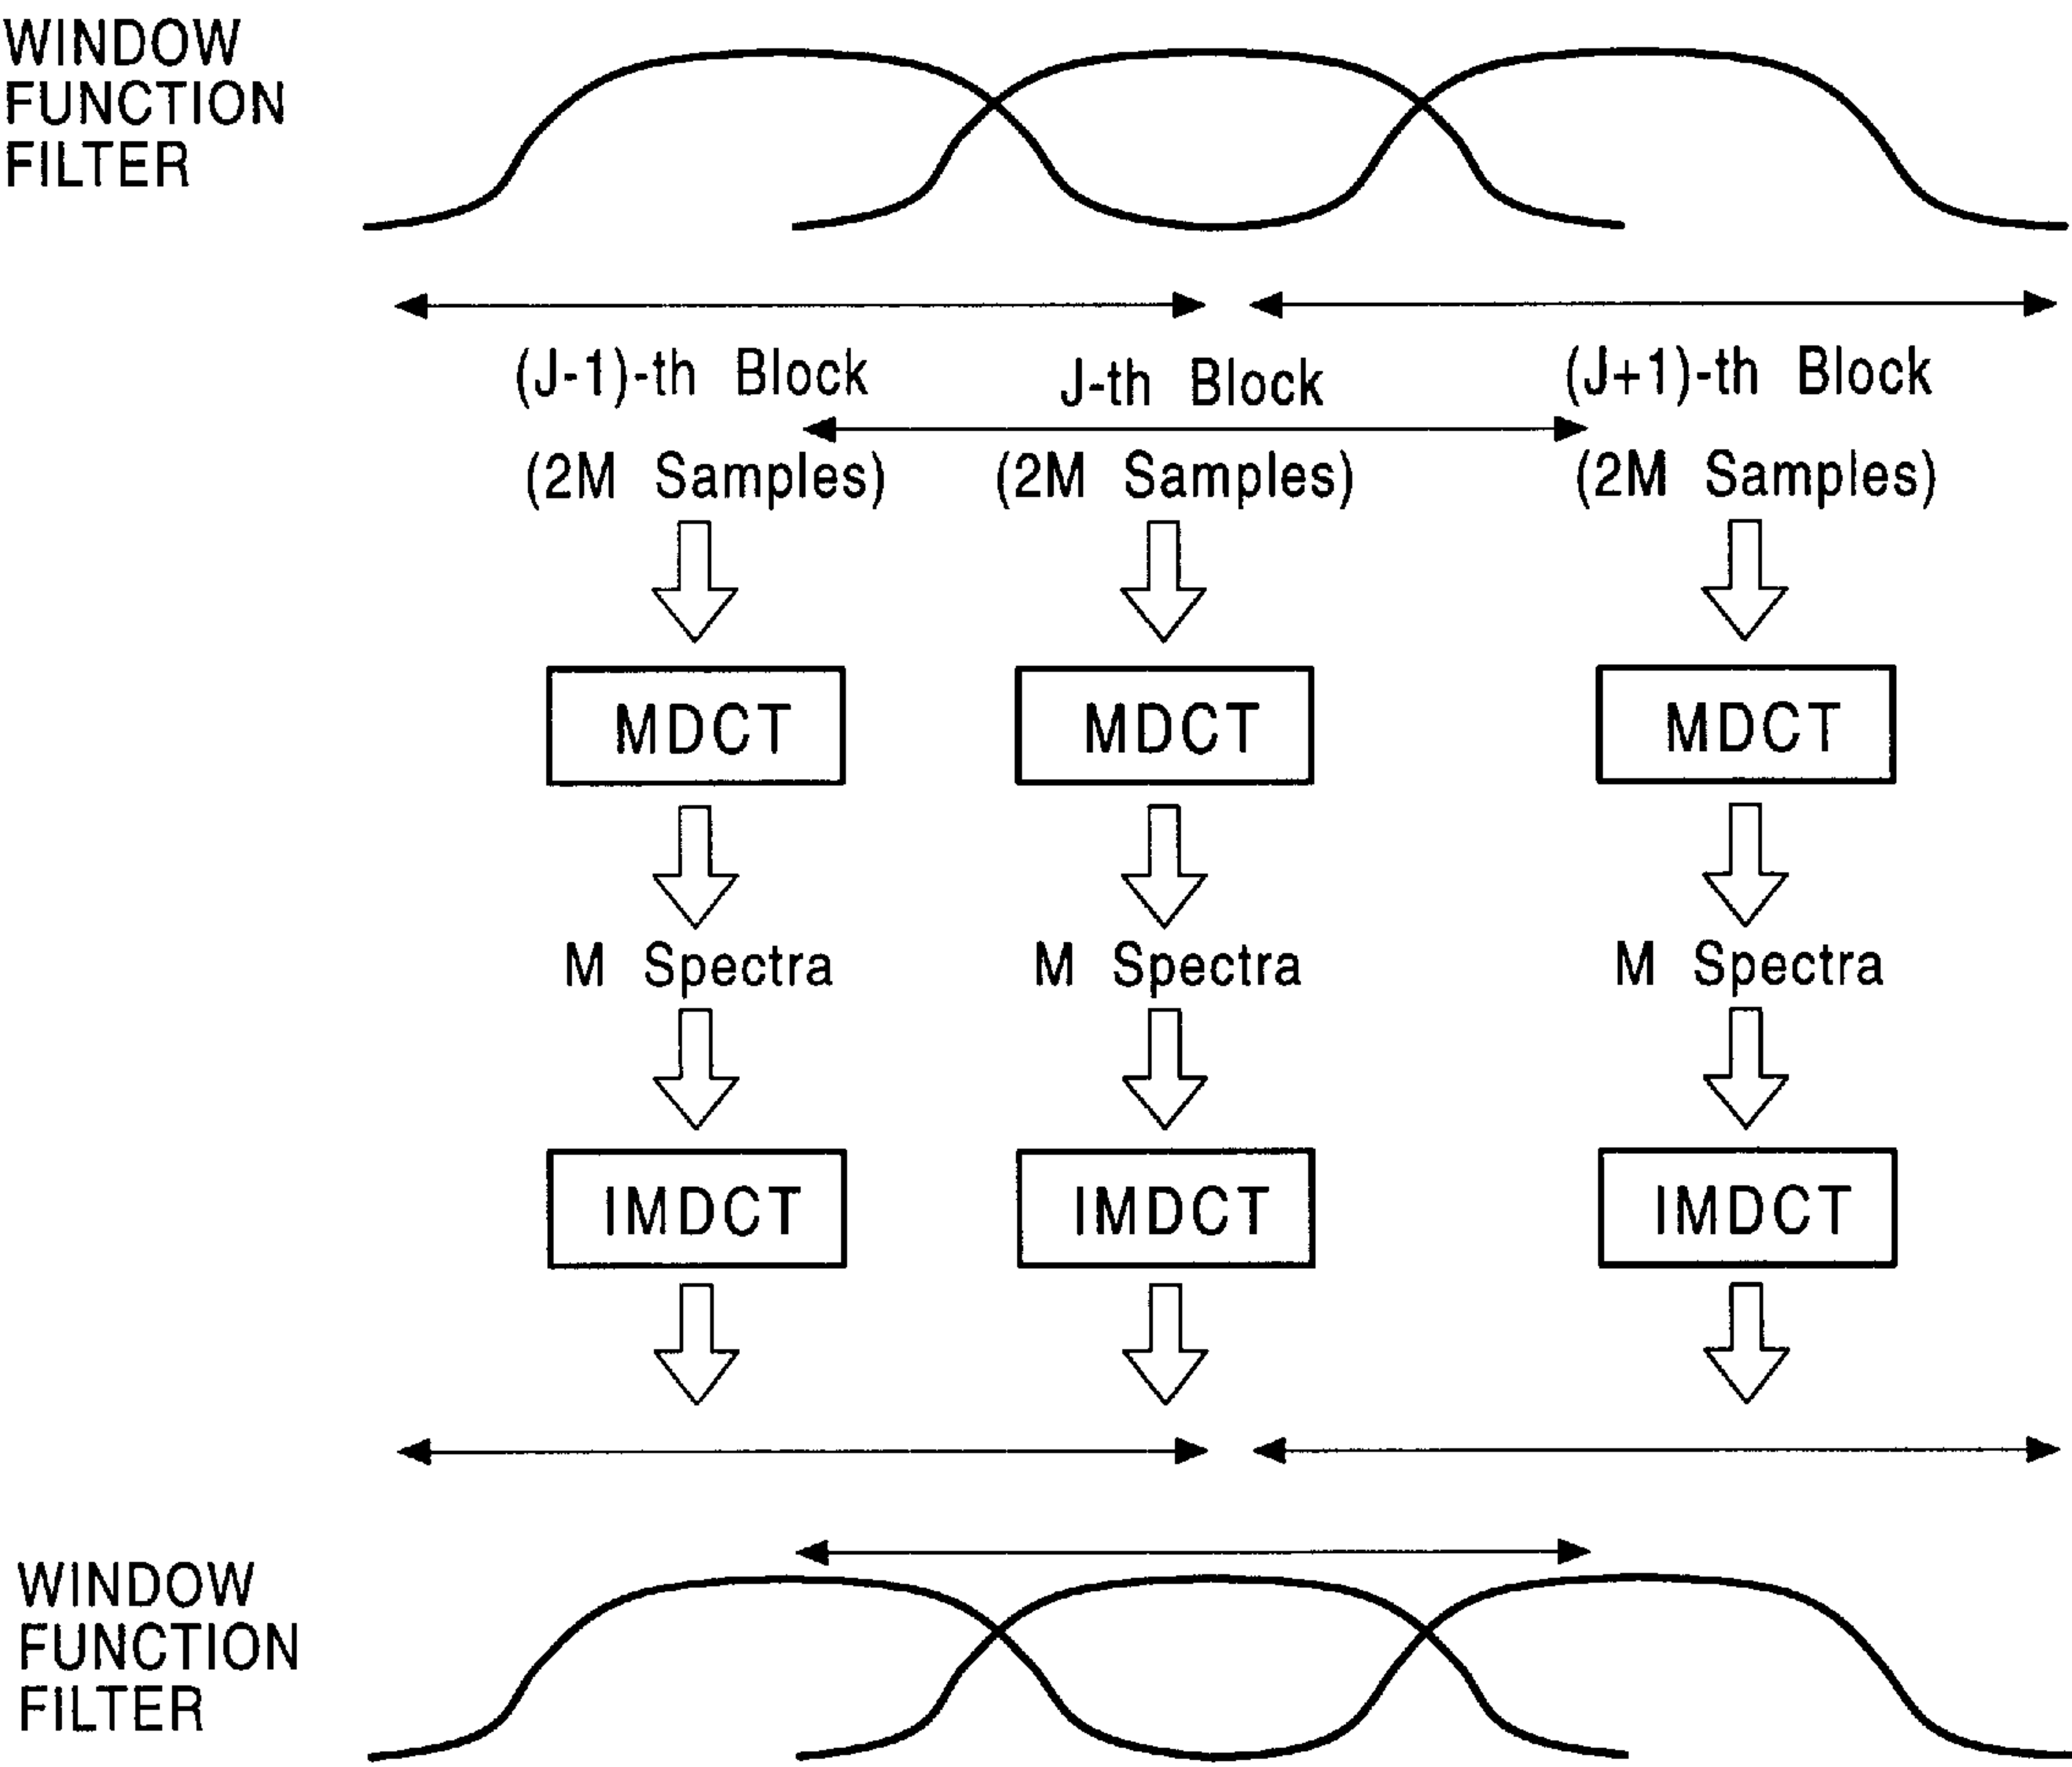 WINDOW
FUNCTION
FILTER
(J-1)-th Block
J-th Block
(J+1)-th Block
(2M Samples)
(2M Samples)
(2M Samples)
MDCT
MDCT
MDCT
M Spectra
M Spectra
M Spectra
IMDCT
IMDCT
IMDCT
WINDOW
FUNCTION
FILTER